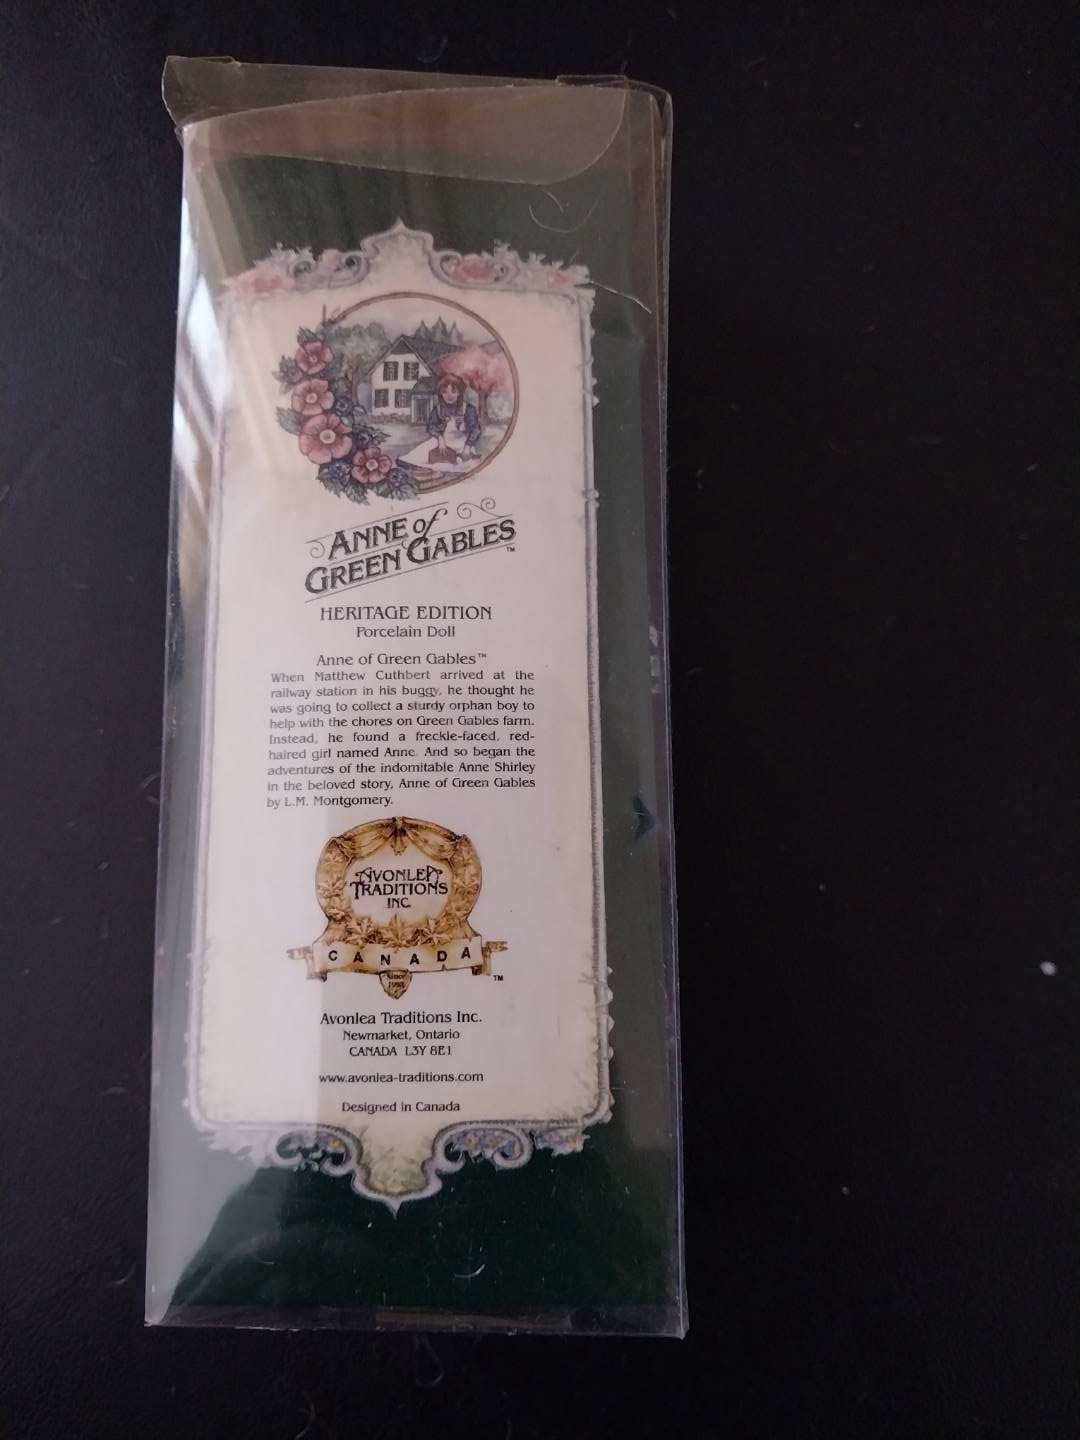 ANNE of
GREEN GABLES™
HERITAGE EDITION
Porcelain Doll
Anne of Green Gables™
When Matthew Cuthbert arrived at the
railway station in his buggy, he thought he
was going to collect a sturdy orphan boy to
help with the chores on Green Gables farm.
Instead, he found a freckle-faced, red-
haired girl named Anne. And so began the
adventures of the indomitable Anne Shirley
in the beloved story, Anne of Green Gables
by L.M. Montgomery.
AVONLEA
TRADITIONS
INC.
CANADA
since
™
Avonlea Traditions Inc.
Newmarket, Ontario
CANADA L3Y 8E1
www.avonlea-traditions.com
Designed in Canada